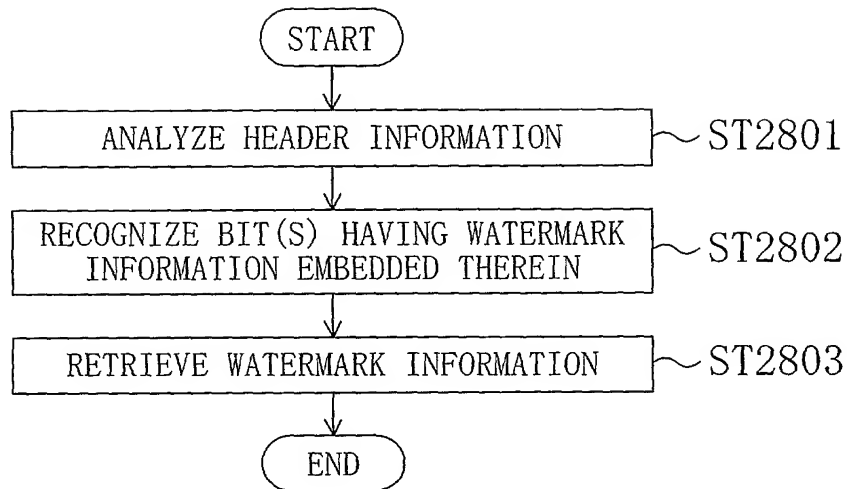 START
ANALYZE HEADER INFORMATION
ST2801
RECOGNIZE BIT(S) HAVING WATERMARK
INFORMATION EMBEDDED THEREIN
ST2802
RETRIEVE WATERMARK INFORMATION
ST2803
END